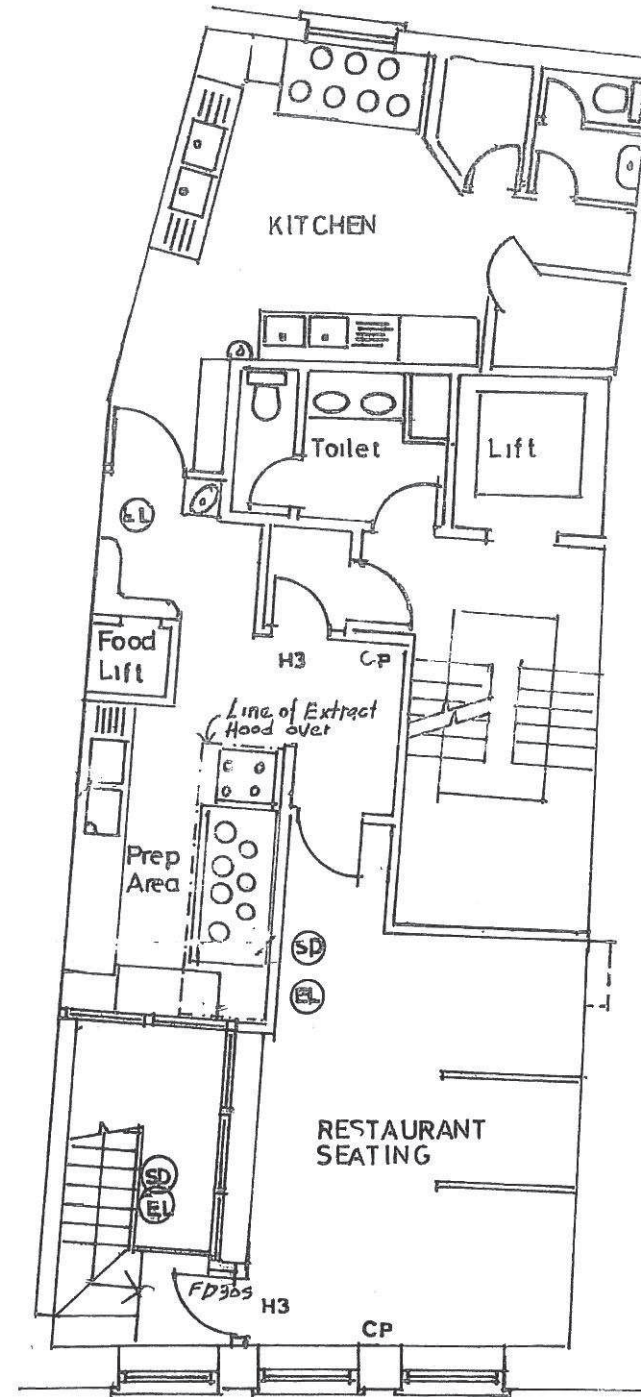 KITCHEN
Toilet
Lift
EL
Food
Lift
H3
CP
Line of Extract
Hood over
Prep
Area
SD
EL
RESTAURANT
SEATING
SD
EL
FD30S
H3
CP